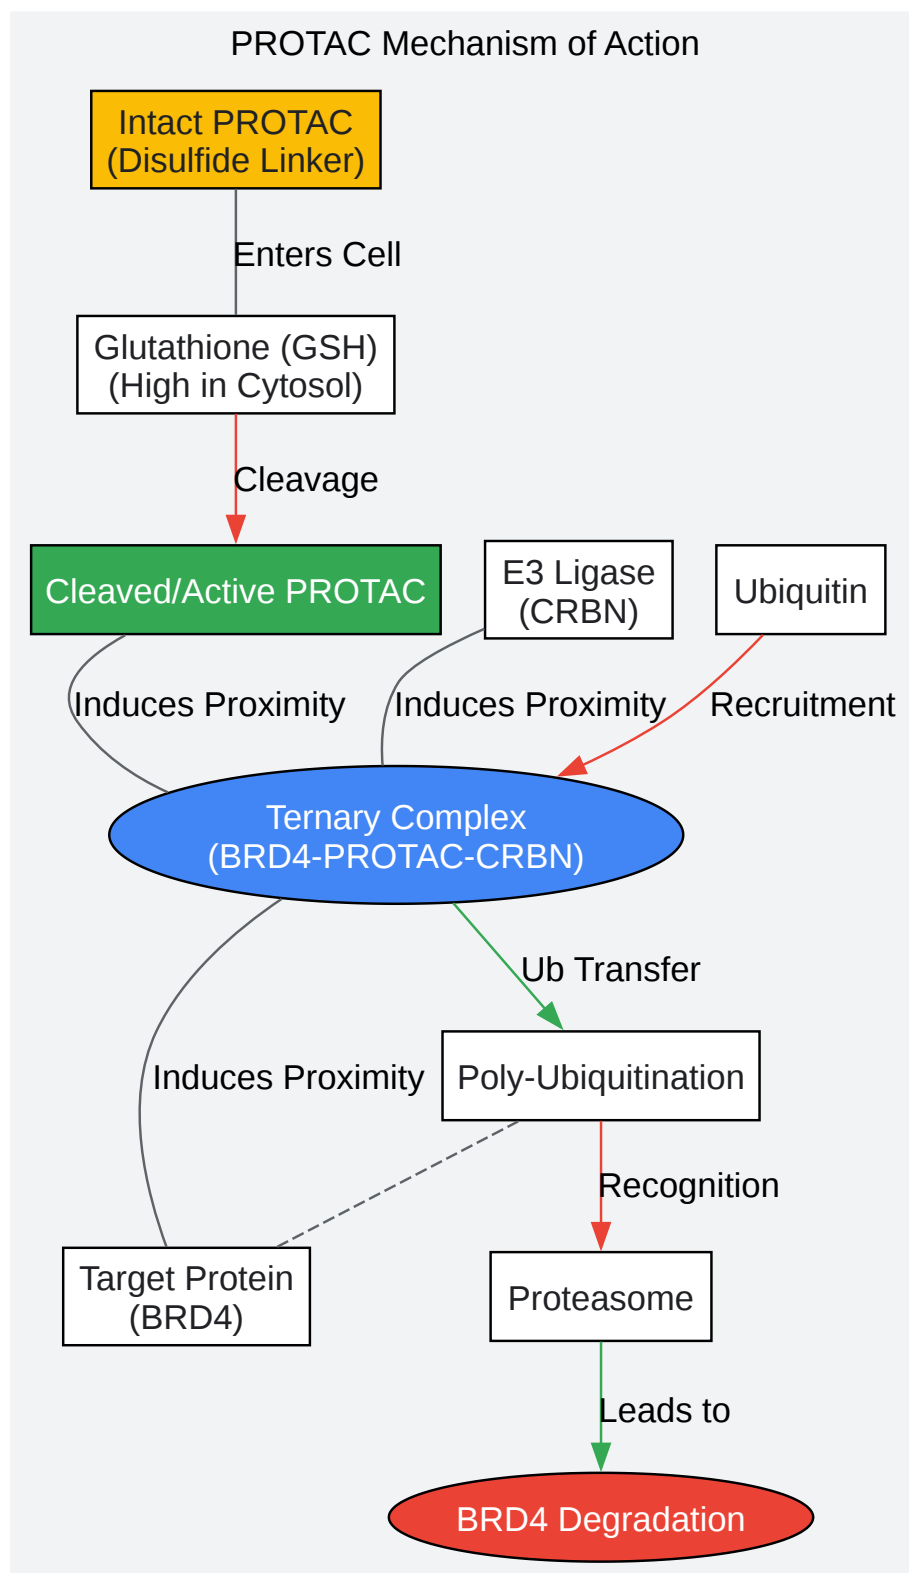 PROTAC Mechanism of Action
Intact PROTAC
(Disulfide Linker)
Enters Cell
Glutathione (GSH)
(High in Cytosol)
Cleavage
Cleaved/Active PROTAC
E3 Ligase
(CRBN)
Ubiquitin
Induces Proximity
Induces Proximity
Recruitment
Ternary Complex
(BRD4-PROTAC-CRBN)
Ub Transfer
Induces Proximity
Poly-Ubiquitination
Recognition
Target Protein
(BRD4)
Proteasome
Leads to
BRD4 Degradation